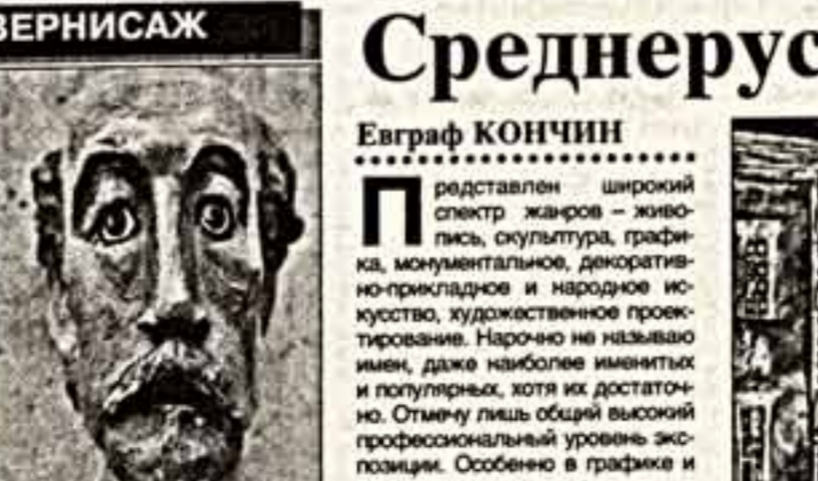 ВЕРНИСАЖ
Среднерус
Евграф КОНЧИН
Представлен широкий
спектр жанров – живо-
пись, скульптура, графи-
ка, монументальное, декоратив-
но-прикладное и народное ис-
кусство, художественное проек-
тирование. Нарочно не называю
имен, даже наиболее именитых
и популярных, хотя их достаточ-
но. Отмечу лишь общий высокий
профессиональный уровень экс-
позиции. Особенно в графике и